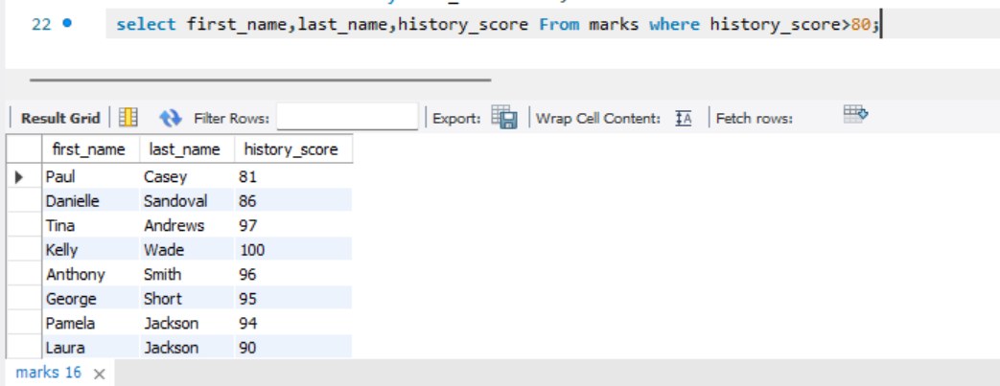 22 select first_name,last_name,history_score From marks where history_score>80;
Result Grid Filter Rows: Export: Wrap Cell Content: Fetch rows:
first_name last_name history_score
Paul Casey 81
Danielle Sandoval 86
Tina Andrews 97
Kelly Wade 100
Anthony Smith 96
George Short 95
Pamela Jackson 94
Laura Jackson 90
marks 16